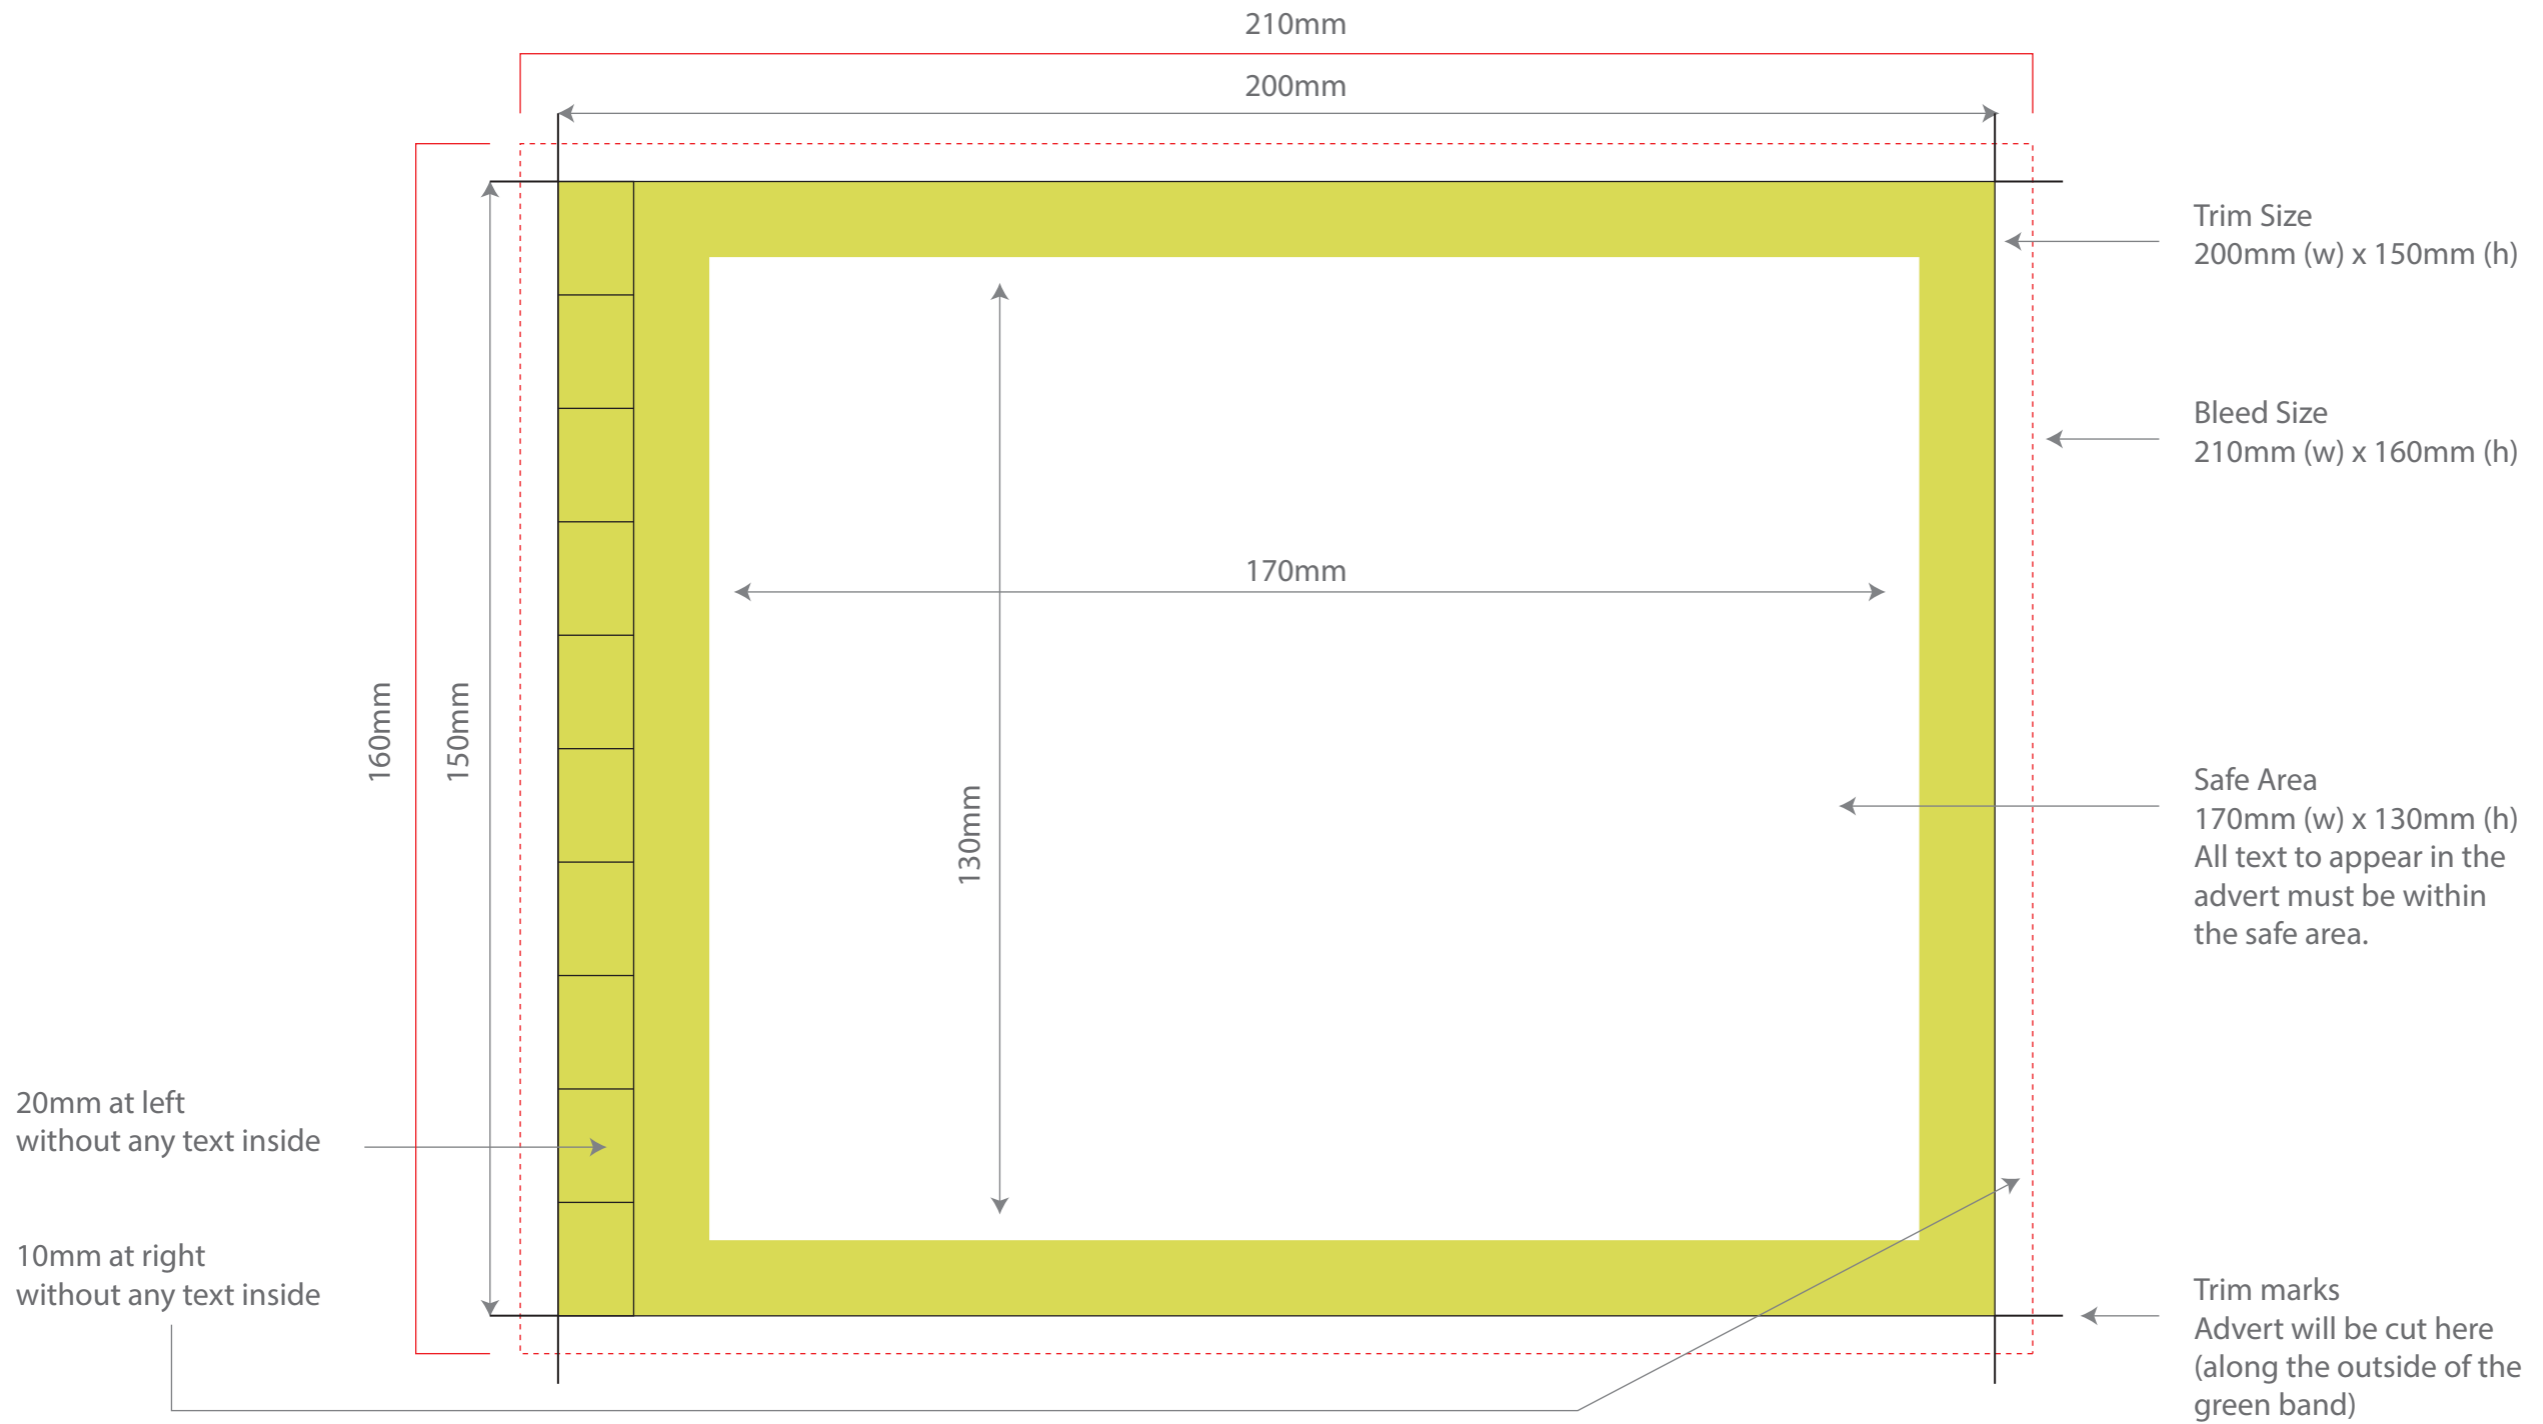 210mm
200mm
Trim Size
200mm (w) x 150mm (h)
Bleed Size
210mm (w) x 160mm (h)
170mm
160mm
150mm
130mm
Safe Area
170mm (w) x 130mm (h)
All text to appear in the
advert must be within
the safe area.
20mm at left
without any text inside
10mm at right
without any text inside
Trim marks
Advert will be cut here
(along the outside of the
green band)